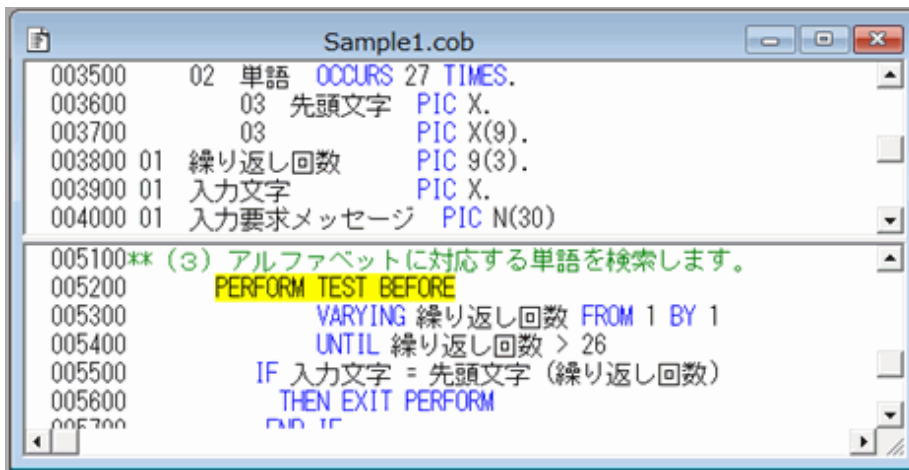 Sample1.cob
003500 02 単語 OCCURS 27 TIMES.
003600 03 先頭文字 PIC X.
003700 03 PIC X(9).
003800 01 繰り返し回数 PIC 9(3).
003900 01 入力文字 PIC X.
004000 01 入力要求メッセージ PIC N(30)
005100** (3) アルファベットに対応する単語を検索します。
005200 PERFORM TEST BEFORE
005300 VARYING 繰り返し回数 FROM 1 BY 1
005400 UNTIL 繰り返し回数 > 26
005500 IF 入力文字 = 先頭文字 (繰り返し回数)
005600 THEN EXIT PERFORM
005700 END IF